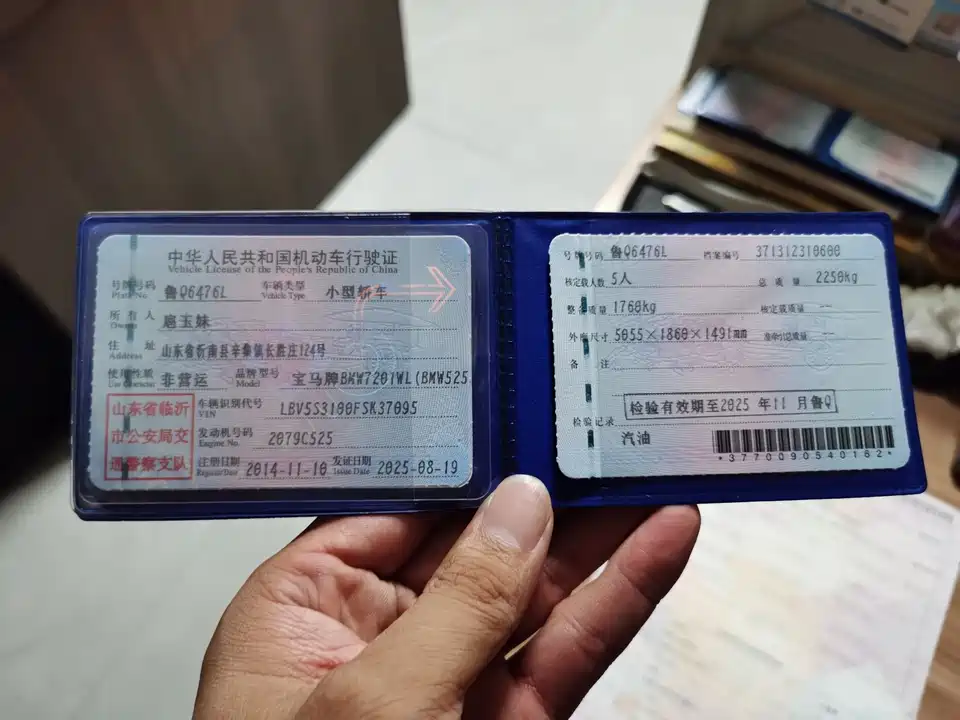 中华人民共和国机动车行驶证
Vehicle License of the People's Republic of China
号牌号码 鲁Q6476L 车辆类型 小型轿车
Plate No. Vehicle Type
所有人 扈玉妹
Owner
住址 山东省沂南县辛集镇长胜庄124号
Address
使用性质 非营运 品牌型号 宝马牌BMW7201WL(BMW525
Use Character Model
山东省临沂
市公安局交
通警察支队
车辆识别代号 LBV5S3100FSK37095
VIN
发动机号码 2079C525
Engine No.
注册日期 2014-11-10 发证日期 2025-08-19
Register Date Issue Date
号牌号码 鲁Q6476L 档案编号 371312310600
核定载人数 5人 总质量 2250kg
整备质量 1760kg 核定载质量
外廓尺寸 5055×1860×1491mm 准牵引总质量
备注
检验有效期至2025年11月鲁Q
检验记录
汽油
*3770090540162*